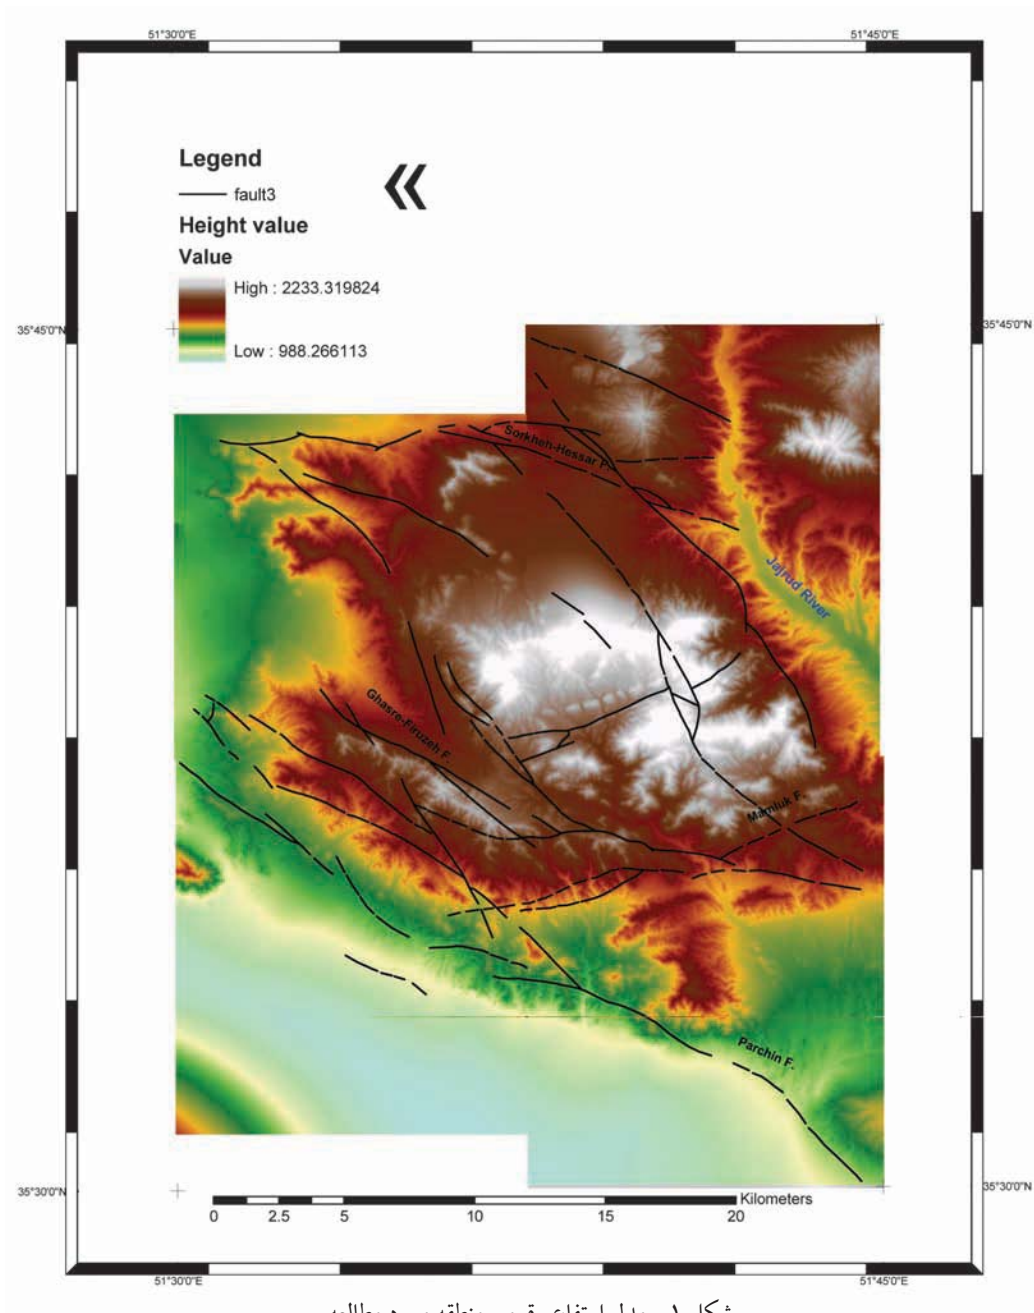 51°30'0"E 51°45'0"E
Legend
fault3
Height value
Value
High : 2233.319824
Low : 988.266113
35°45'0"N 35°45'0"N
Sorkheh-Hessar F.
Jajrud River
Ghasre-Firuzeh F.
Mamluk F.
Parchin F.
35°30'0"N 35°30'0"N
Kilometers
0 2.5 5 10 15 20
51°30'0"E 51°45'0"E